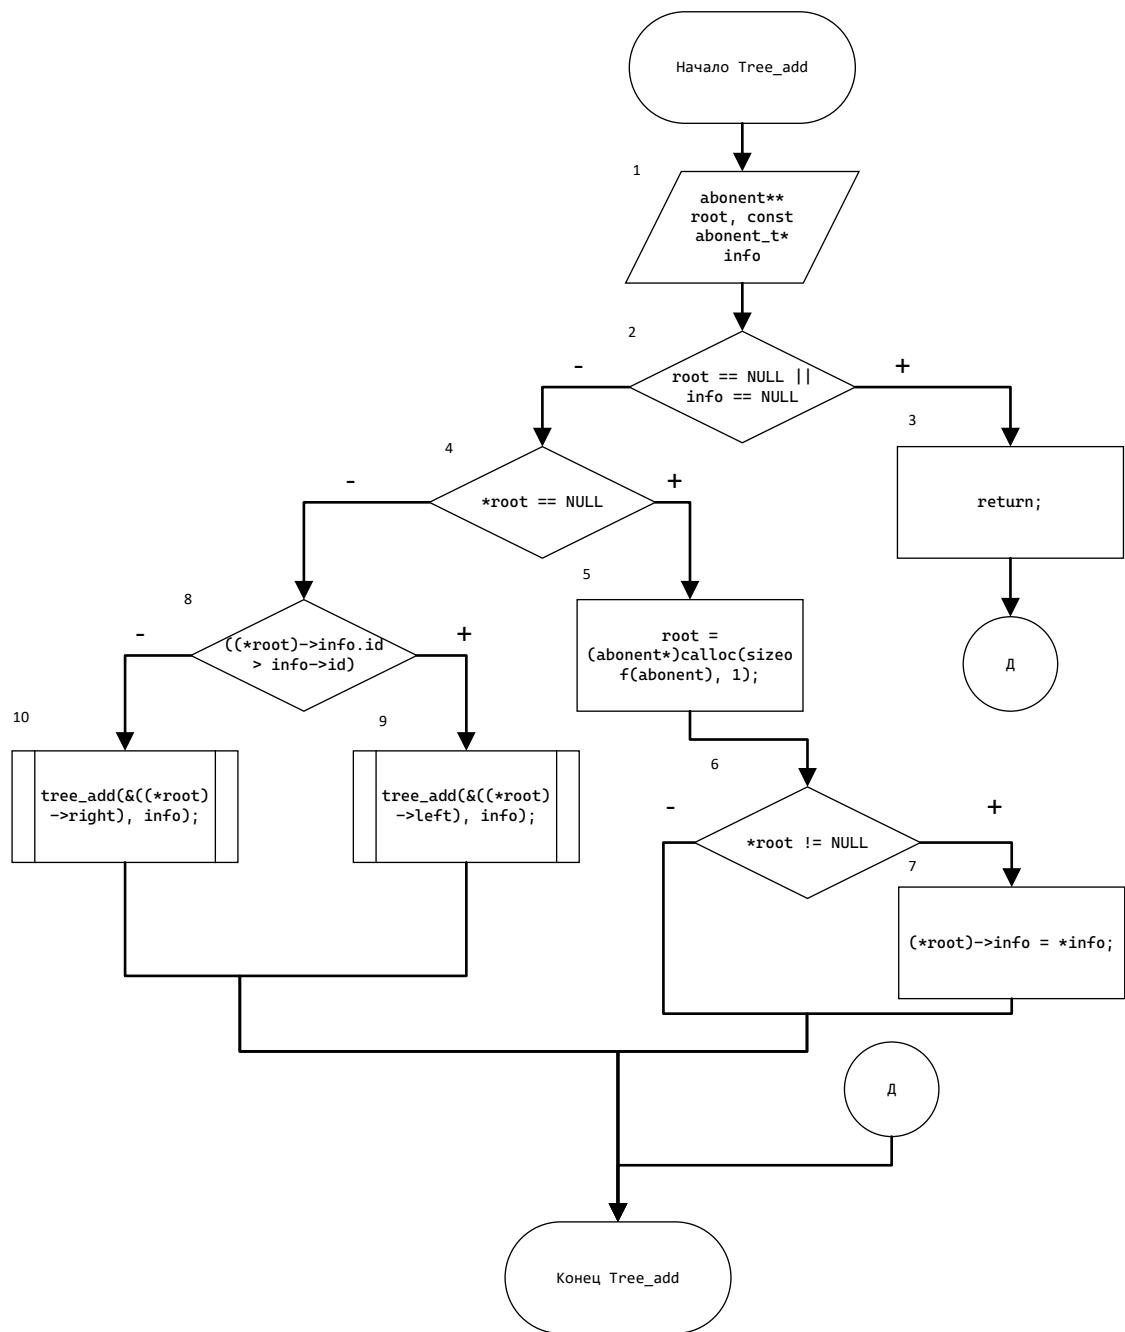 Начало Tree_add
1
abonent**
root, const
abonent_t*
info
2
- +
root == NULL ||
info == NULL
3
4
- +
*root == NULL
return;
5
8
- +
((*root)->info.id
> info->id)
root =
(abonent*)calloc(sizeo
f(abonent), 1);
Д
10
9
6
tree_add(&((*root)
->right), info);
tree_add(&((*root)
->left), info);
- +
*root != NULL
7
(*root)->info = *info;
Д
Конец Tree_add